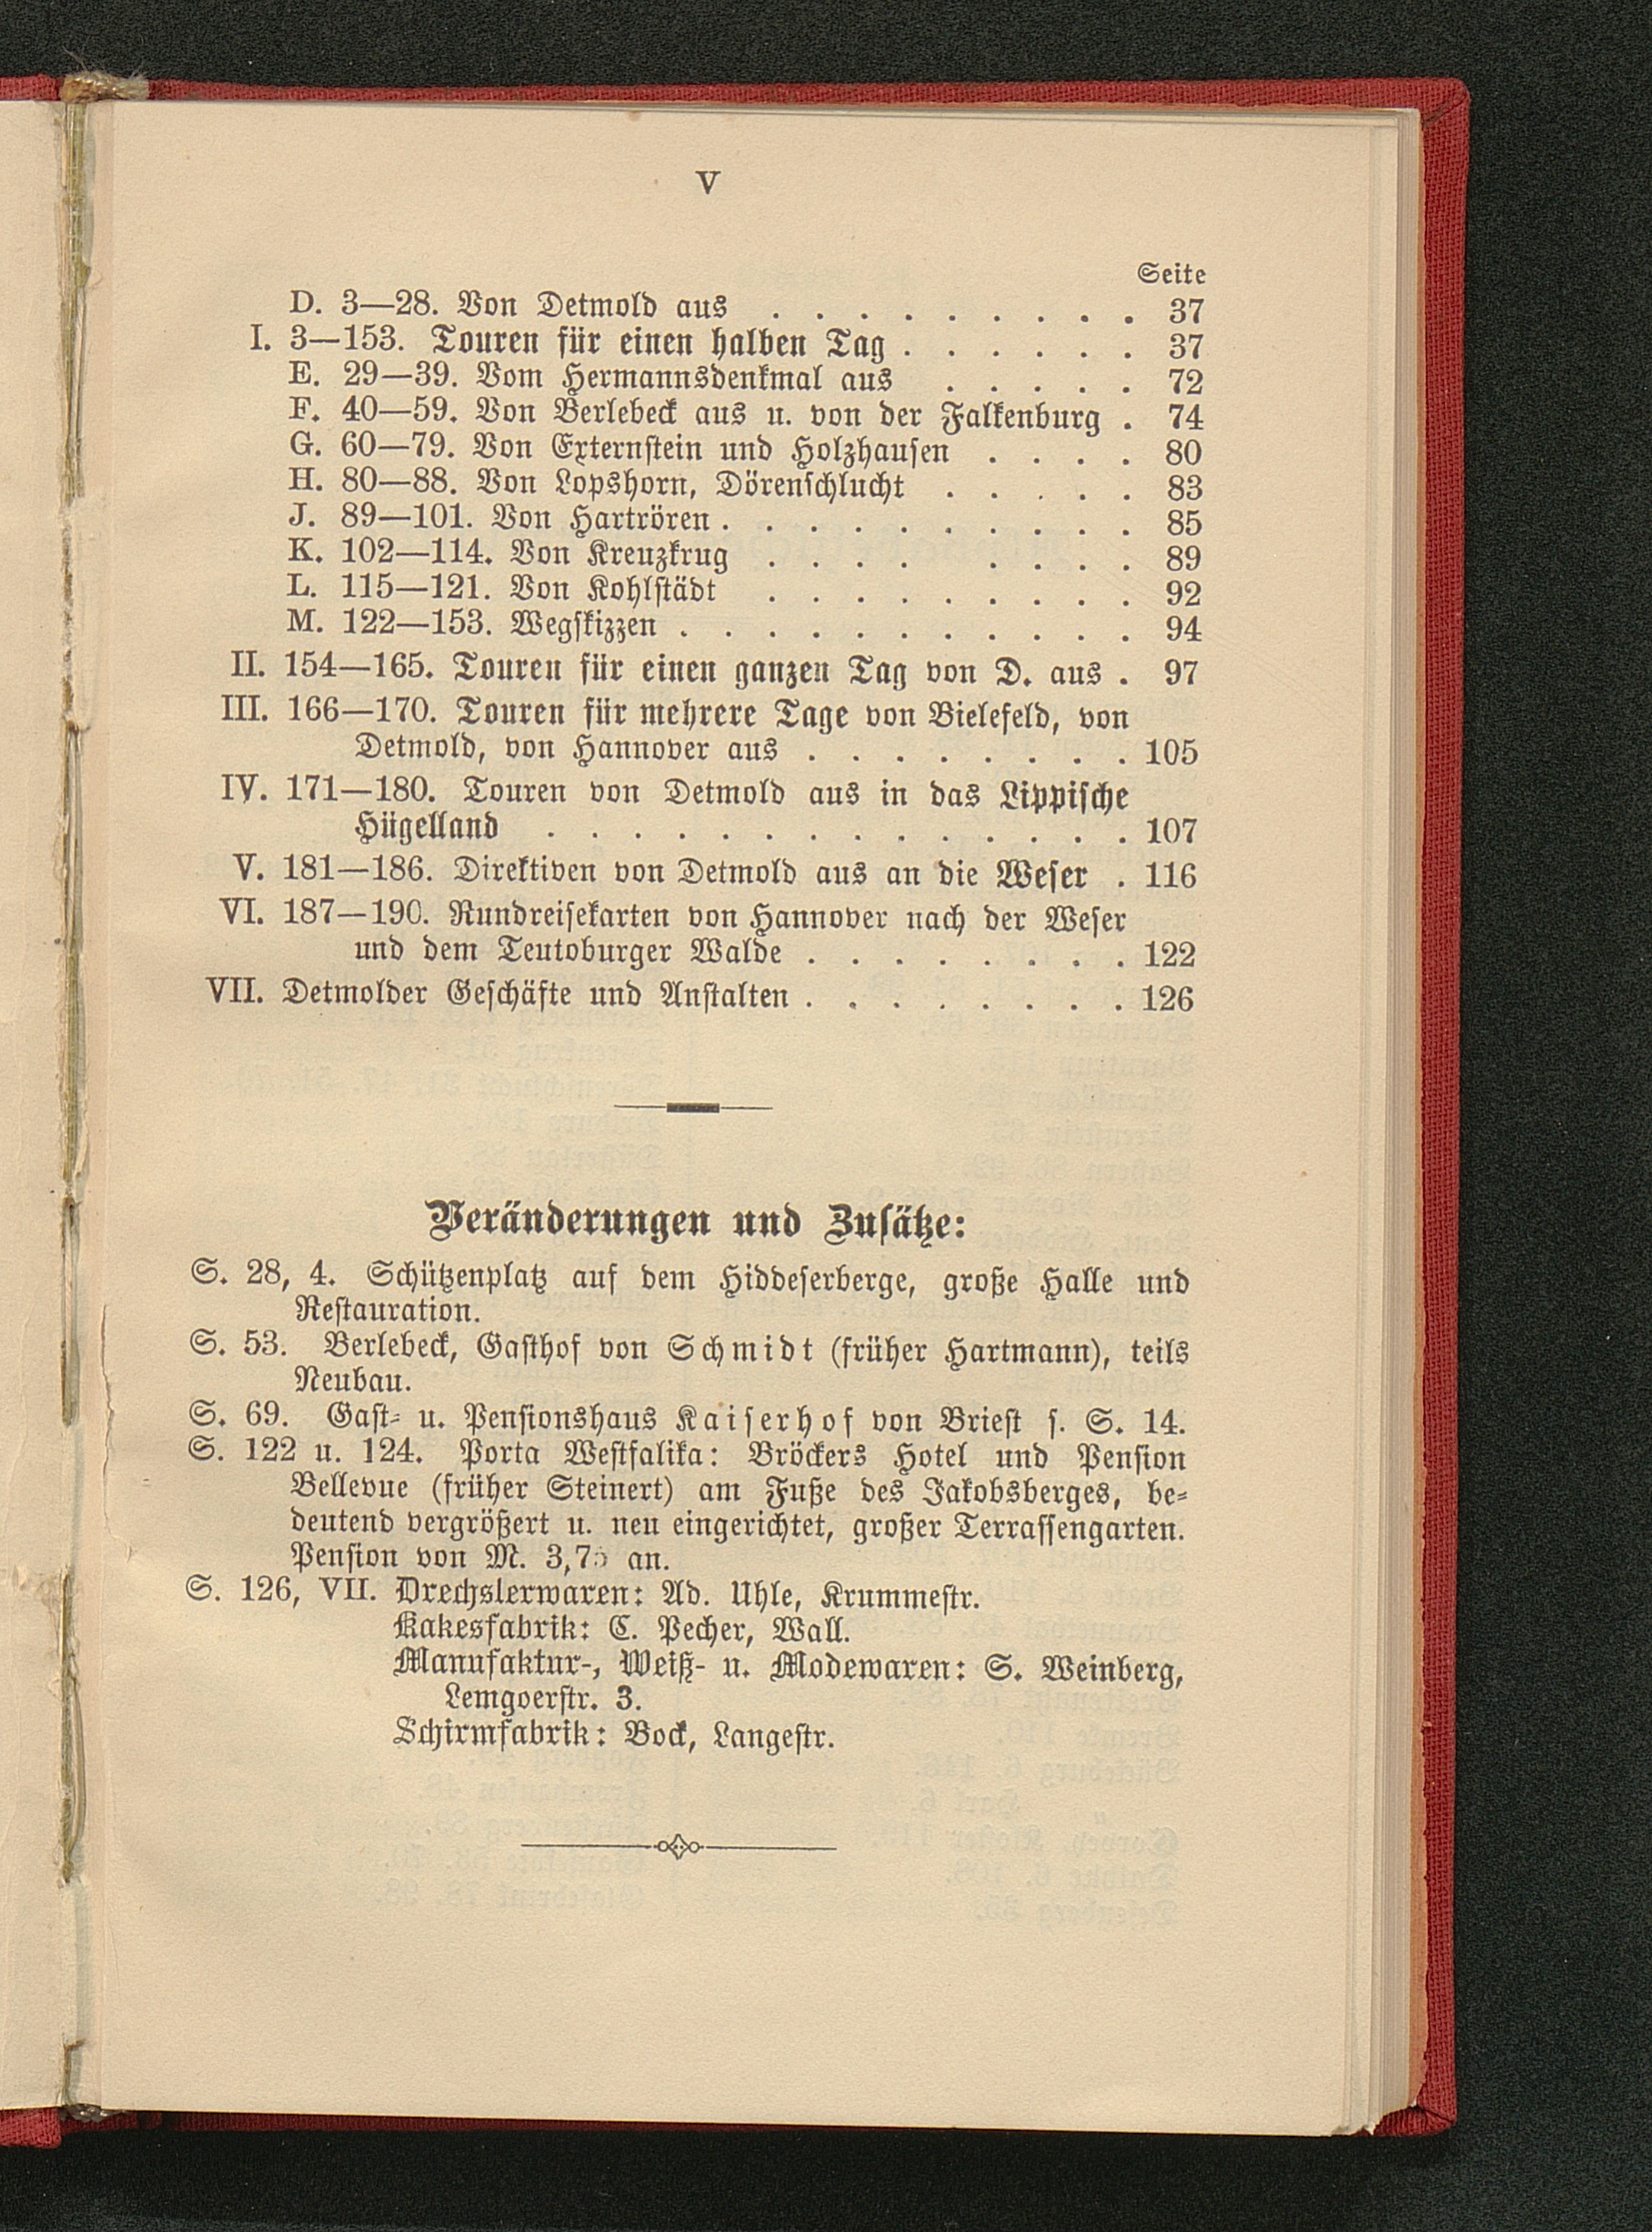 V
Seite
D. 3—28. Von Detmold aus . . . . . . . . . 37
I. 3—153. Touren für einen halben Tag . . . . . . 37
E. 29—39. Vom Hermannsdenkmal aus . . . . . 72
F. 40—59. Von Berlebeck aus u. von der Falkenburg . 74
G. 60—79. Von Externstein und Holzhausen . . . . 80
H. 80—88. Von Lopshorn, Dörenschlucht . . . . . 83
J. 89—101. Von Hartrören . . . . . . . . . . 85
K. 102—114. Von Kreuzkrug . . . . . . . . 89
L. 115—121. Von Kohlstädt . . . . . . . . . 92
M. 122—153. Wegskizzen . . . . . . . . . . . 94
II. 154—165. Touren für einen ganzen Tag von D. aus . 97
III. 166—170. Touren für mehrere Tage von Bielefeld, von
Detmold, von Hannover aus . . . . . . . . 105
IV. 171—180. Touren von Detmold aus in das Lippische
Hügelland . . . . . . . . . . . . . . 107
V. 181—186. Direktiven von Detmold aus an die Weser . 116
VI. 187—190. Rundreisekarten von Hannover nach der Weser
und dem Teutoburger Walde . . . . . . . . 122
VII. Detmolder Geschäfte und Anstalten . . . . . . . . 126
Veränderungen und Zusätze:
S. 28, 4. Schützenplatz auf dem Hiddeserberge, große Halle und
Restauration.
S. 53. Berlebeck, Gasthof von Schmidt (früher Hartmann), teils
Neubau.
S. 69. Gast- u. Pensionshaus Kaiserhof von Briest s. S. 14.
S. 122 u. 124. Porta Westfalika: Bröckers Hotel und Pension
Bellevue (früher Steinert) am Fuße des Jakobsberges, be-
deutend vergrößert u. neu eingerichtet, großer Terrassengarten.
Pension von M. 3,75 an.
S. 126, VII. Drechslerwaren: Ad. Uhle, Krummestr.
Kakesfabrik: C. Pecher, Wall.
Manufaktur-, Weiß- u. Modewaren: S. Weinberg,
Lemgoerstr. 3.
Schirmfabrik: Bock, Langestr.